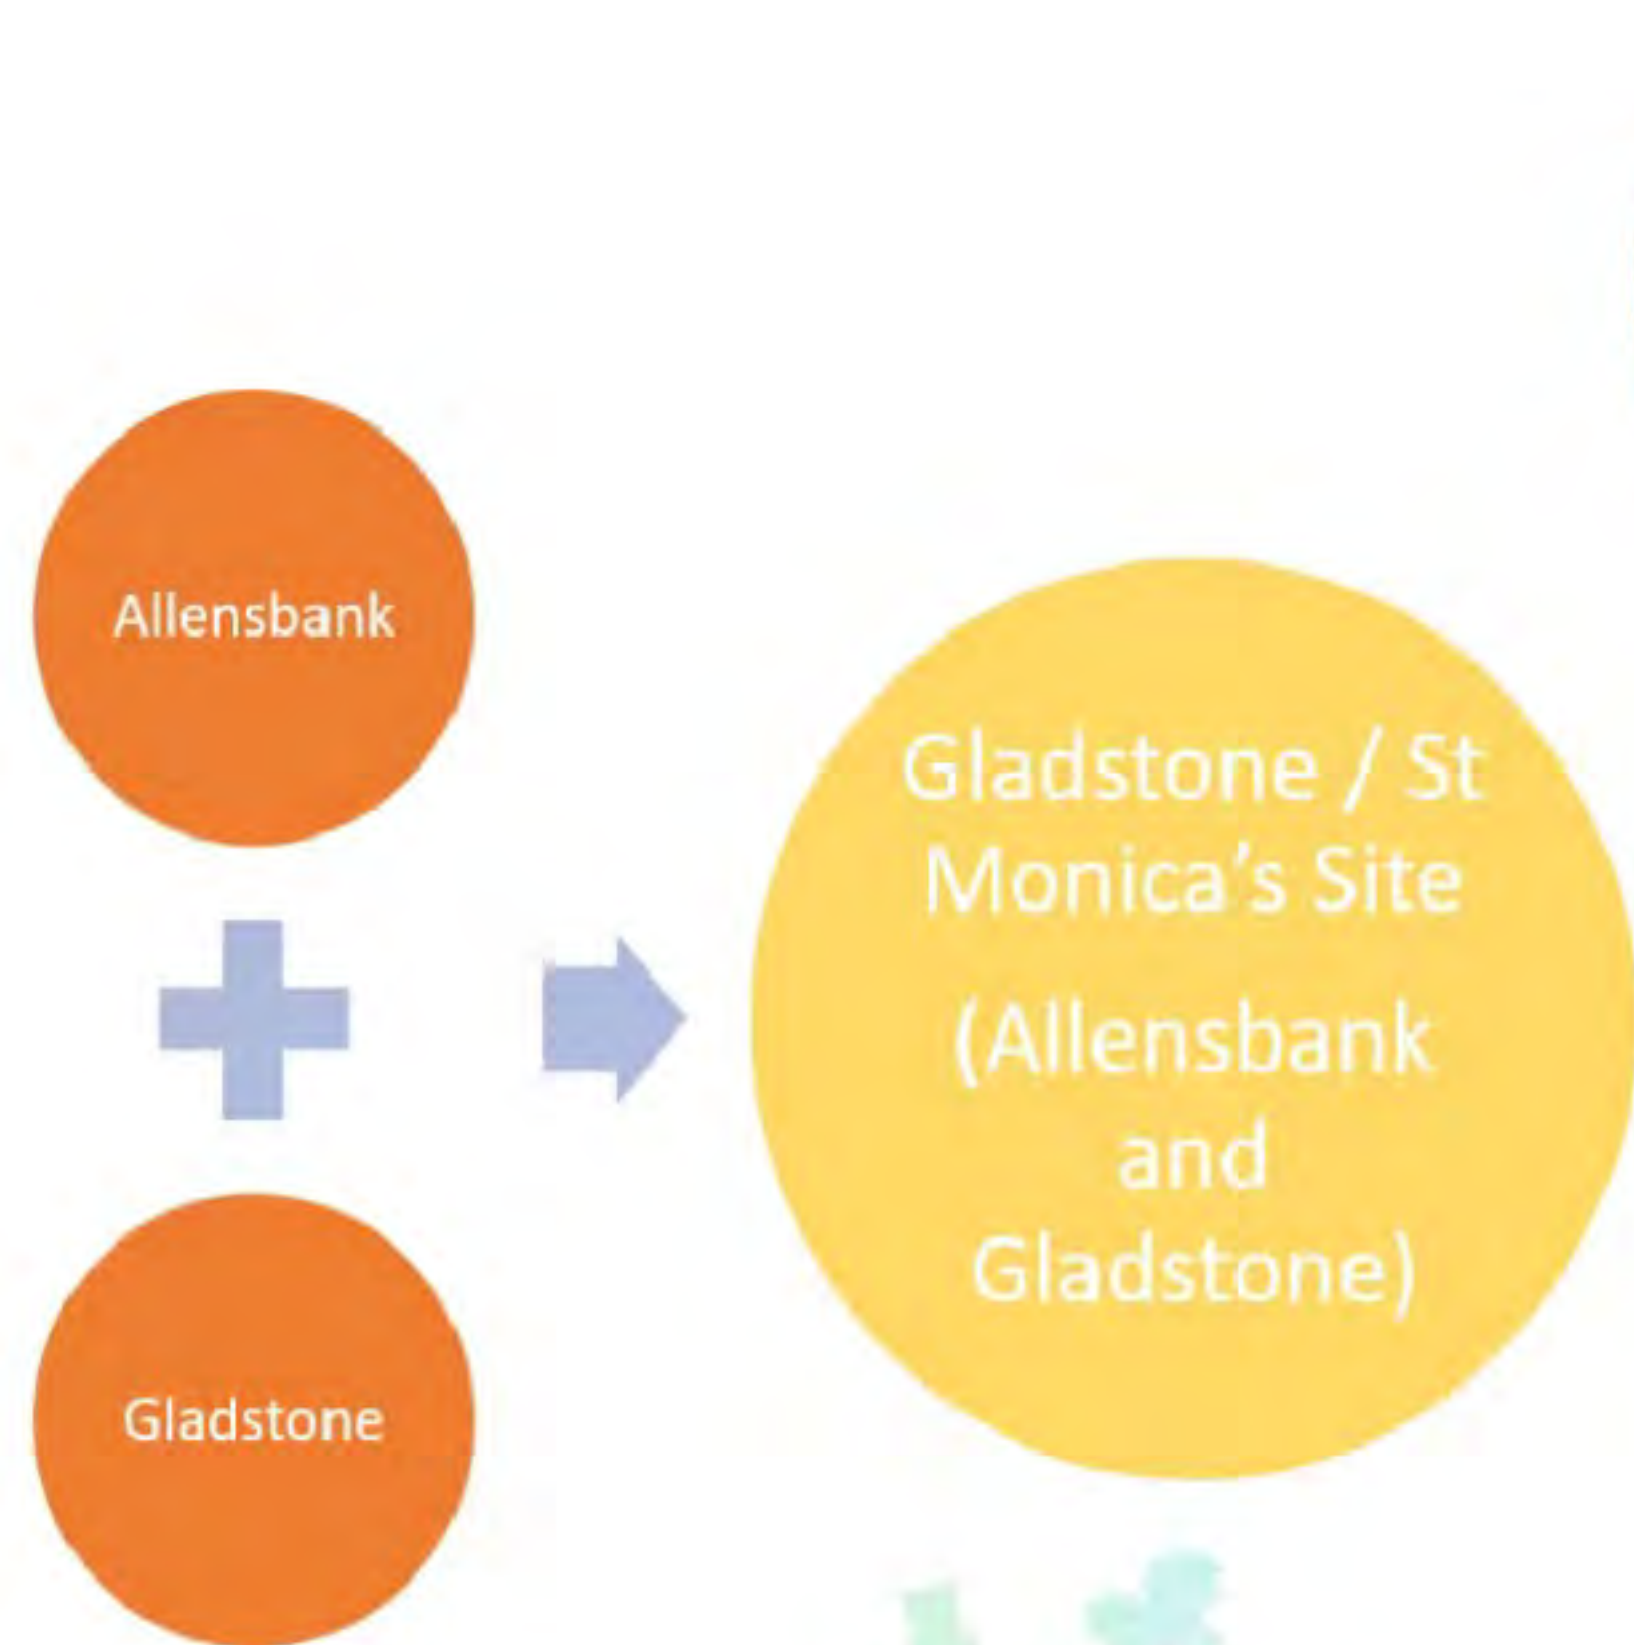 Allensbank
Gladstone
Gladstone / St
Monica’s Site
(Allensbank
and
Gladstone)